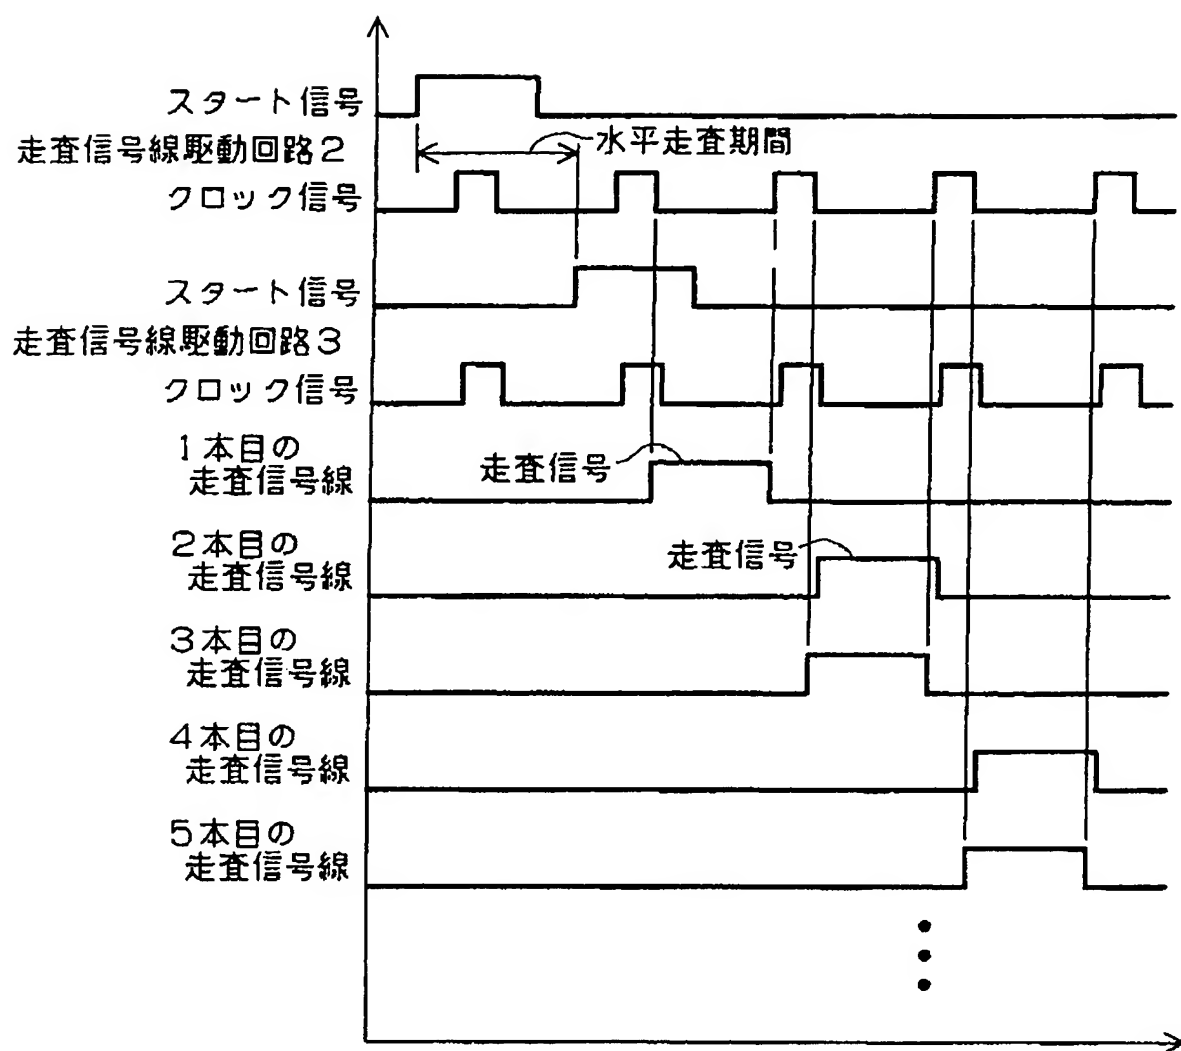 スタート信号
走査信号線駆動回路2
水平走査期間
クロック信号
スタート信号
走査信号線駆動回路3
クロック信号
1本目の
走査信号線
走査信号
2本目の
走査信号線
走査信号
3本目の
走査信号線
4本目の
走査信号線
5本目の
走査信号線